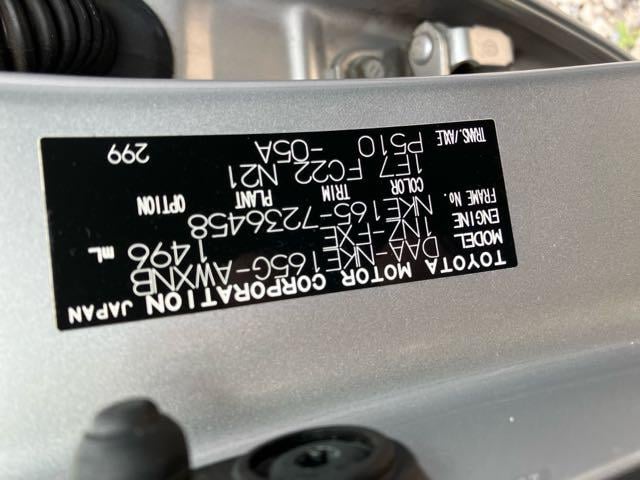 TOYOTA MOTOR CORPORATION JAPAN
MODEL DAA-NKE165G-AWXNB
ENGINE 1NZ-FXE 1496 mL
FRAME No. NKE165-7236458
COLOR TRIM PLANT OPTION
1E7 FC22 N21
TRANS./AXLE P510 -05A 299